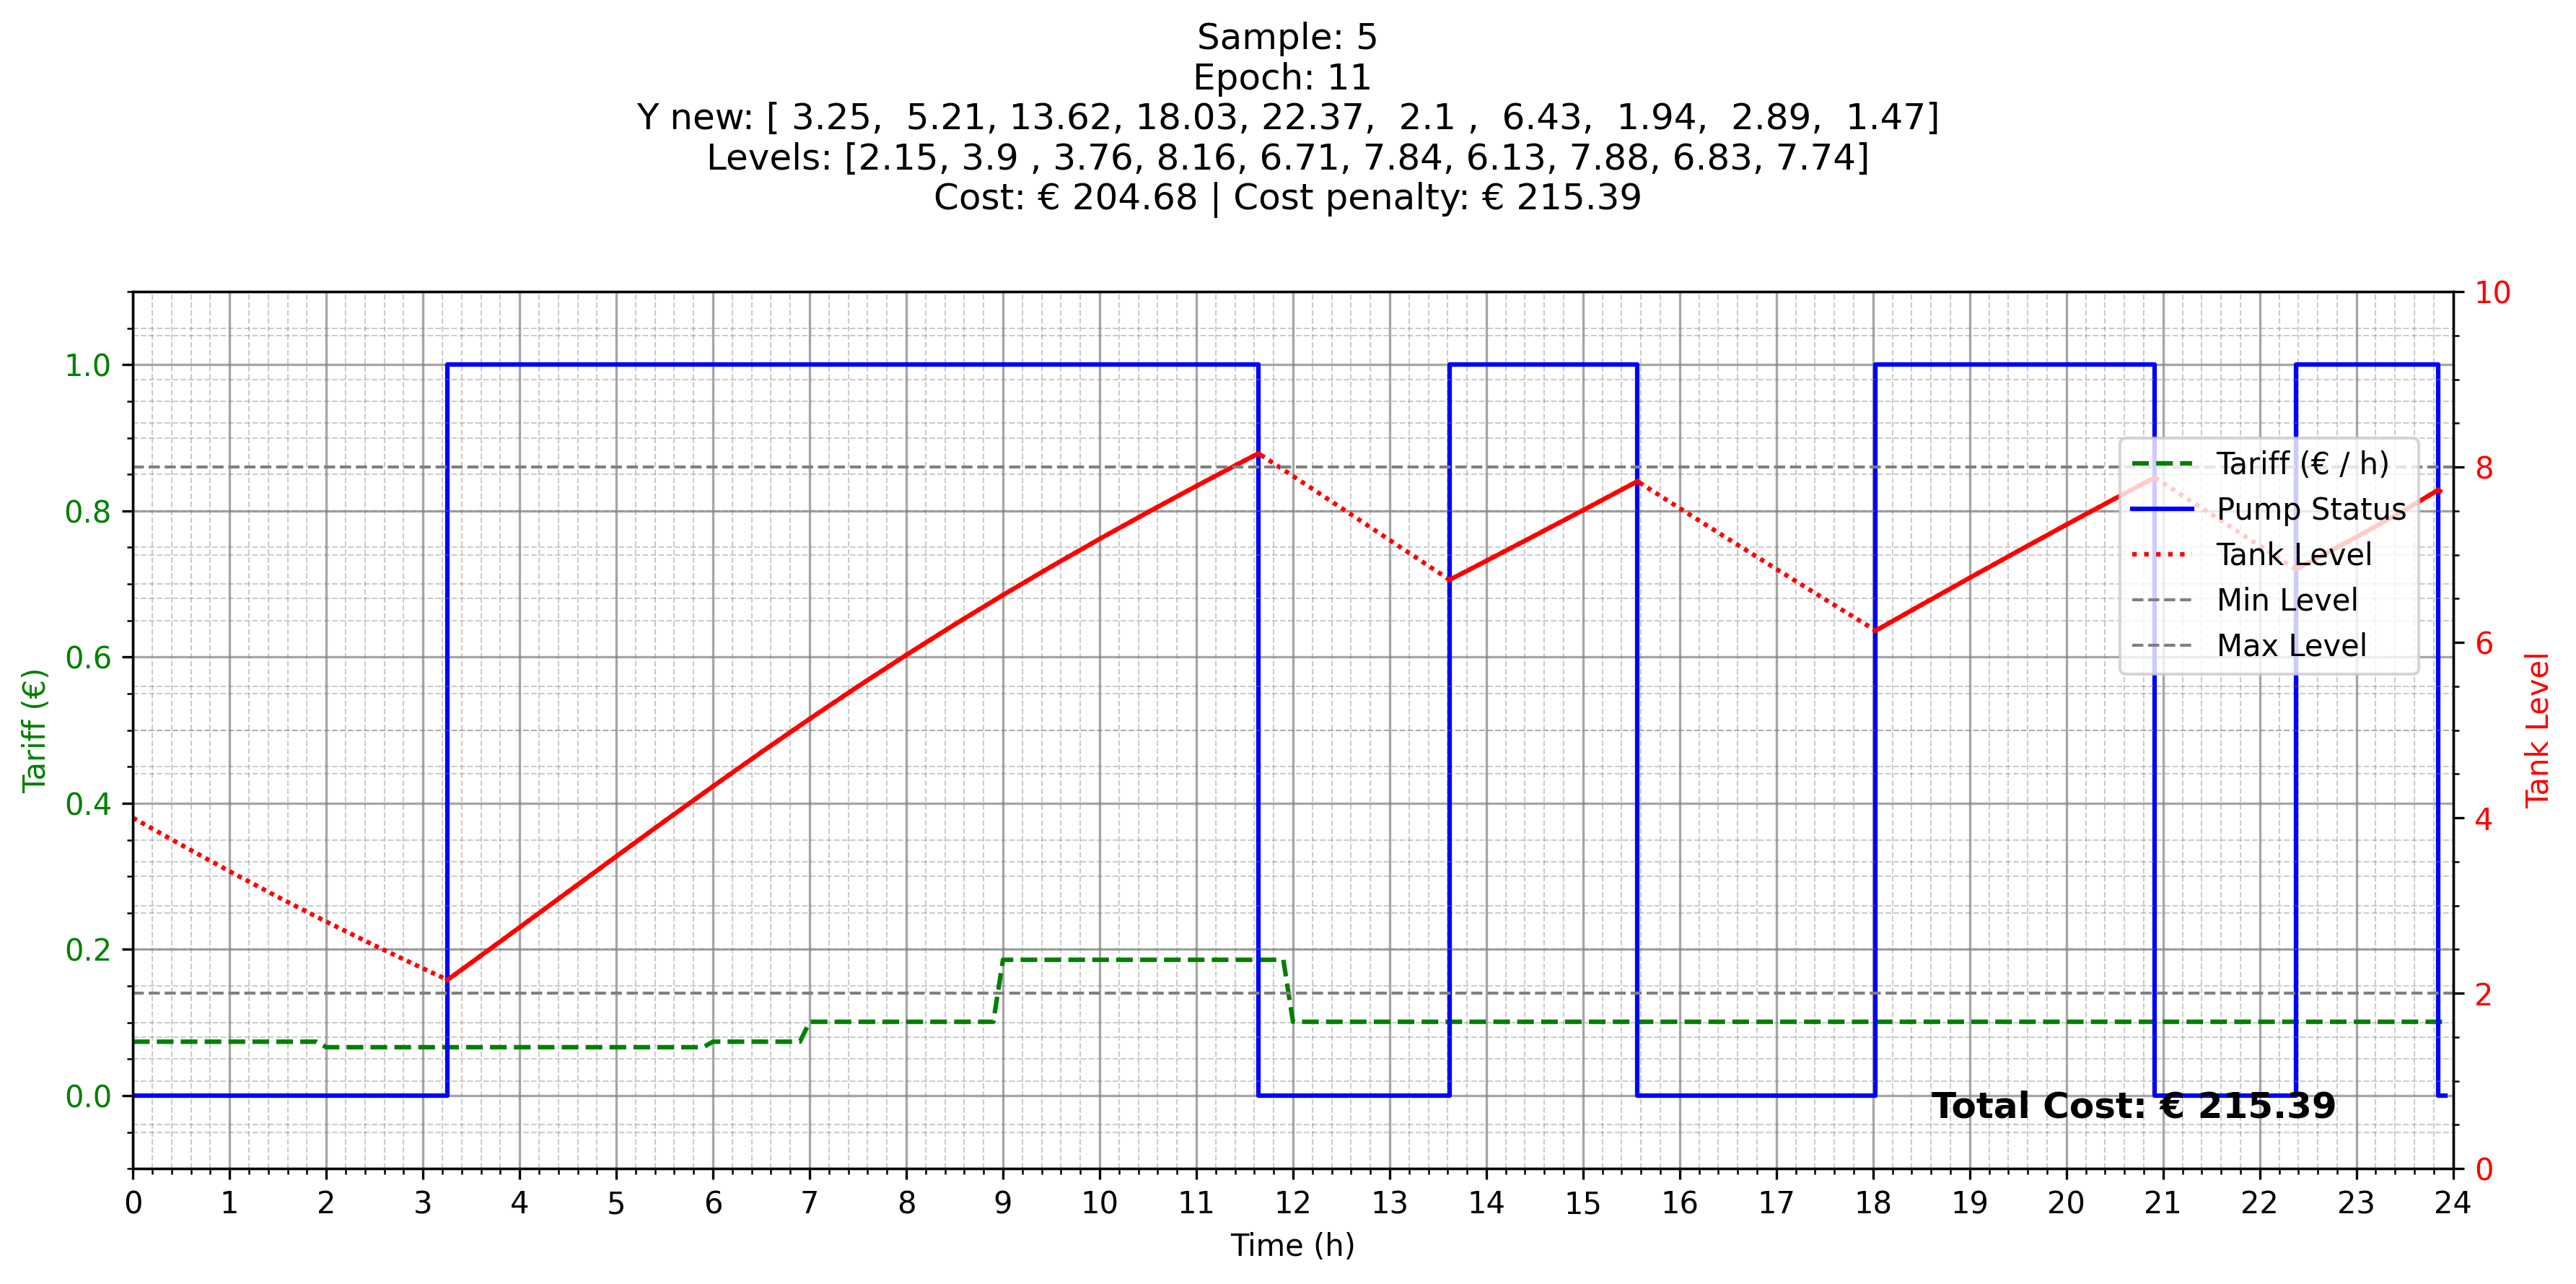 Sample: 5
Epoch: 11
Y new: [ 3.25,  5.21, 13.62, 18.03, 22.37,  2.1 ,  6.43,  1.94,  2.89,  1.47]
Levels: [2.15, 3.9 , 3.76, 8.16, 6.71, 7.84, 6.13, 7.88, 6.83, 7.74]
Cost: € 204.68 | Cost penalty: € 215.39
Tariff (€)
1.0
0.8
0.6
0.4
0.2
0.0
10
8
6
4
2
0
Tank Level
Tariff (€ / h)
Pump Status
Tank Level
Min Level
Max Level
Total Cost: € 215.39
0 1 2 3 4 5 6 7 8 9 10 11 12 13 14 15 16 17 18 19 20 21 22 23 24
Time (h)